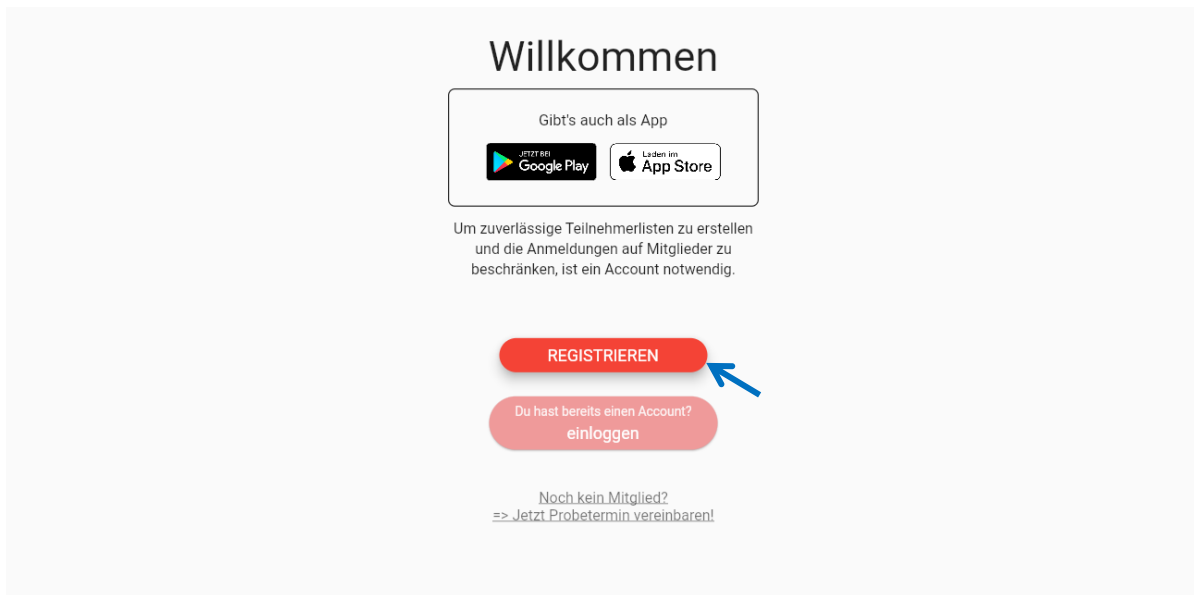 Willkommen
Gibt's auch als App
JETZT BEI
Google Play
Laden im
App Store
Um zuverlässige Teilnehmerlisten zu erstellen
und die Anmeldungen auf Mitglieder zu
beschränken, ist ein Account notwendig.
REGISTRIEREN
Du hast bereits einen Account?
einloggen
Noch kein Mitglied?
=> Jetzt Probetermin vereinbaren!